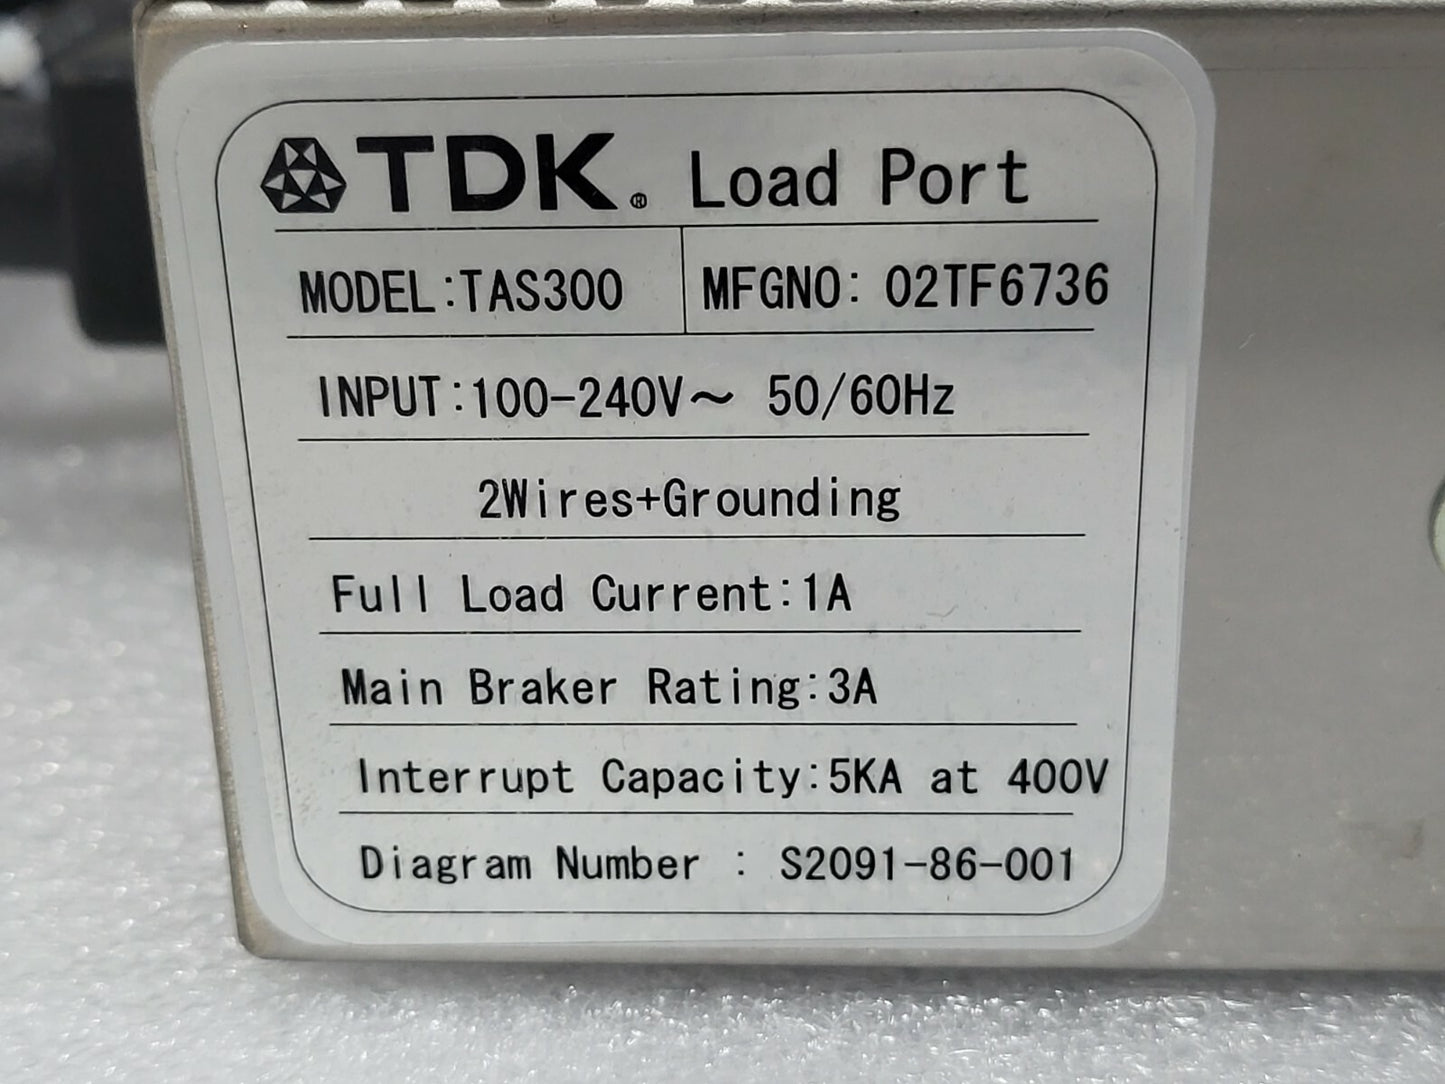 TDK® Load Port
MODEL:TAS300 MFGNO: 02TF6736
INPUT:100-240V～ 50/60Hz
2Wires+Grounding
Full Load Current:1A
Main Braker Rating:3A
Interrupt Capacity:5KA at 400V
Diagram Number : S2091-86-001